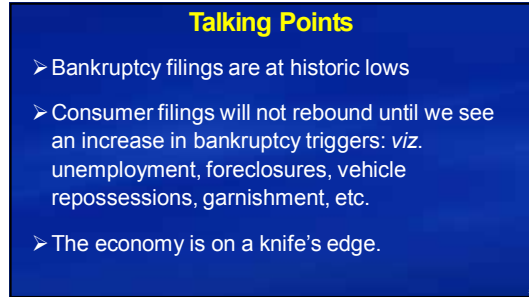 Talking Points
➢ Bankruptcy filings are at historic lows
➢ Consumer filings will not rebound until we see
an increase in bankruptcy triggers: viz.
unemployment, foreclosures, vehicle
repossessions, garnishment, etc.
➢ The economy is on a knife's edge.